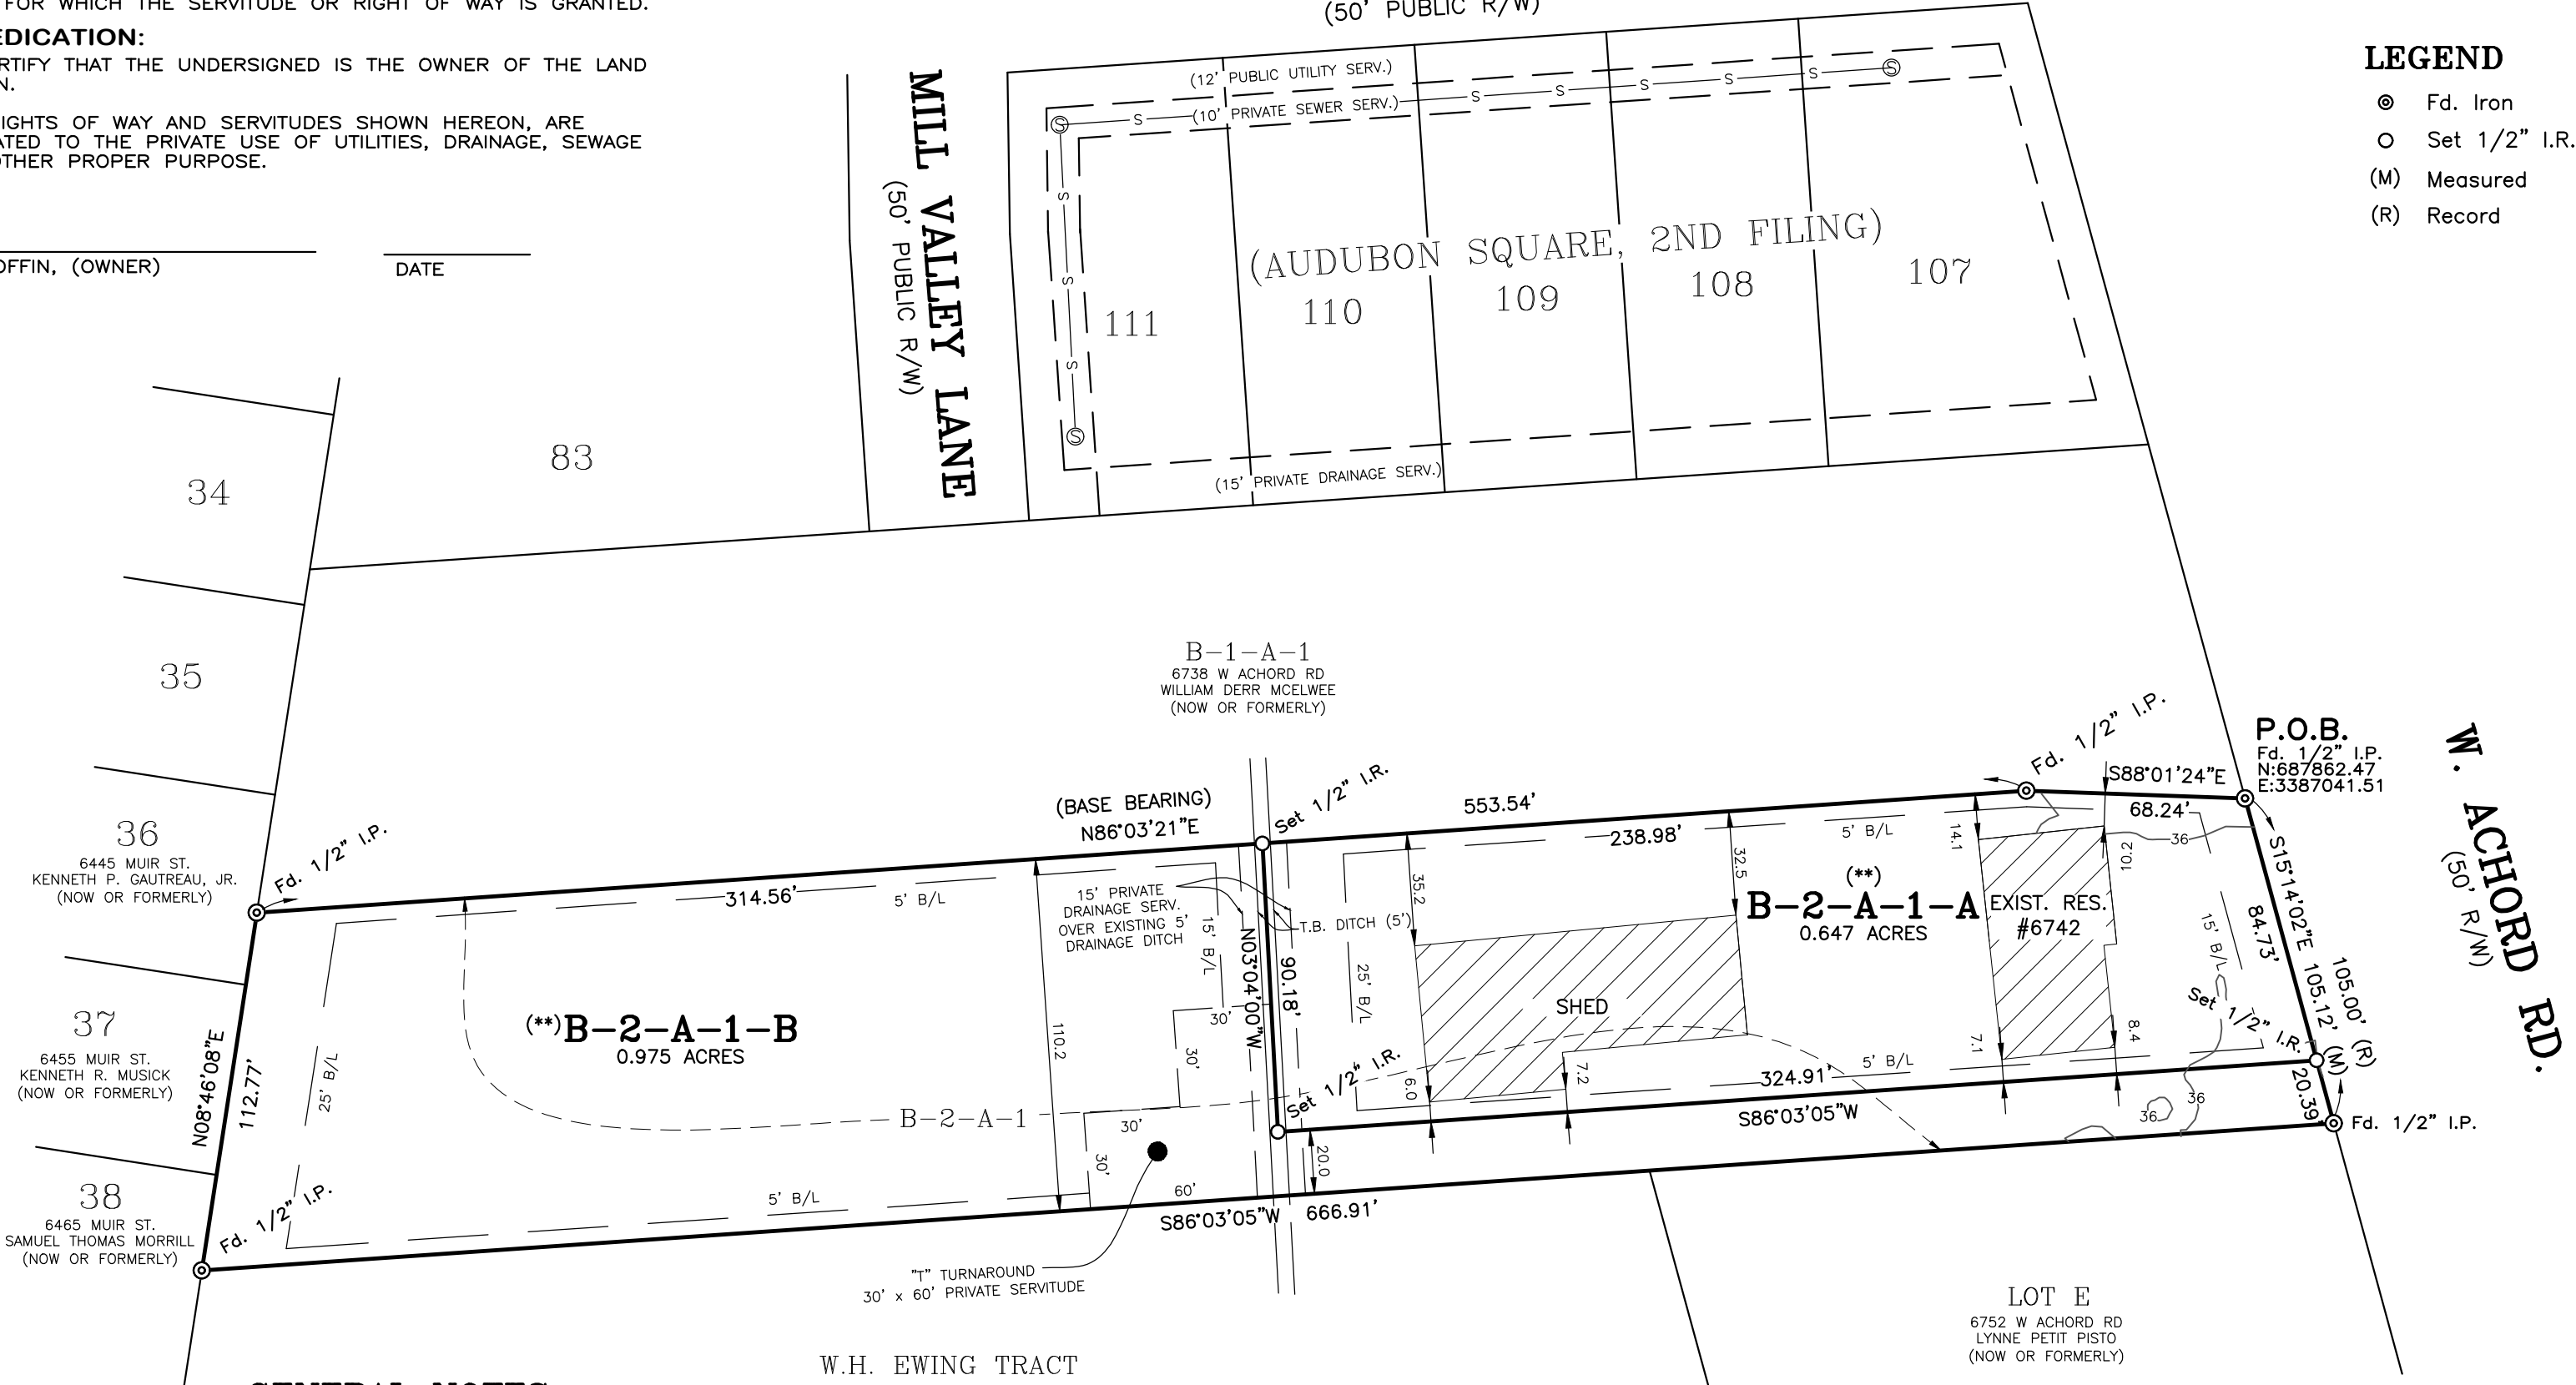 FOR WHICH THE SERVITUDE OR RIGHT OF WAY IS GRANTED.
EDICATION:
RTIFY THAT THE UNDERSIGNED IS THE OWNER OF THE LAND
N.
IGHTS OF WAY AND SERVITUDES SHOWN HEREON, ARE
ATED TO THE PRIVATE USE OF UTILITIES, DRAINAGE, SEWAGE
OTHER PROPER PURPOSE.
OFFIN, (OWNER)
DATE
(50' PUBLIC R/W)
MILL VALLEY LANE
(50' PUBLIC R/W)
(12' PUBLIC UTILITY SERV.)
(10' PRIVATE SEWER SERV.)
S S S S S S
S S S S
S S S
(AUDUBON SQUARE, 2ND FILING)
111
110
109
108
107
(15' PRIVATE DRAINAGE SERV.)
LEGEND
Fd. Iron
Set 1/2" I.R.
(M) Measured
(R) Record
34
83
35
36
6445 MUIR ST.
KENNETH P. GAUTREAU, JR.
(NOW OR FORMERLY)
37
6455 MUIR ST.
KENNETH R. MUSICK
(NOW OR FORMERLY)
38
6465 MUIR ST.
SAMUEL THOMAS MORRILL
(NOW OR FORMERLY)
B-1-A-1
6738 W ACHORD RD
WILLIAM DERR MCELWEE
(NOW OR FORMERLY)
Fd. 1/2" I.P.
P.O.B.
Fd. 1/2" I.P.
N:687862.47
E:3387041.51
W. ACHORD RD.
(50' R/W)
(BASE BEARING)
N86°03'21"E
Set 1/2" I.R.
553.54'
238.98'
5' B/L
S88°01'24"E
68.24'
Fd. 1/2" I.P.
314.56'
5' B/L
15' PRIVATE
DRAINAGE SERV.
OVER EXISTING 5'
DRAINAGE DITCH
15' B/L
T.B. DITCH (5')
N03°04'00"W
90.18'
25' B/L
35.2
32.5
14.1
10.2
36
(**)
B-2-A-1-A
0.647 ACRES
EXIST. RES.
#6742
15' B/L
S15°14'02"E
84.73'
105.12' (M)
105.00' (R)
SHED
Set 1/2" I.R.
N08°46'08"E
112.77'
25' B/L
(**)B-2-A-1-B
0.975 ACRES
110.2
30'
30'
30'
30'
60'
B-2-A-1
Set 1/2" I.R.
6.0
7.2
7.1
8.4
324.91'
5' B/L
S86°03'05"W
20.39'
36
36
Fd. 1/2" I.P.
20.0
Fd. 1/2" I.P.
5' B/L
S86°03'05"W 666.91'
"T" TURNAROUND
30' x 60' PRIVATE SERVITUDE
W.H. EWING TRACT
LOT E
6752 W ACHORD RD
LYNNE PETIT PISTO
(NOW OR FORMERLY)
GENERAL NOTES